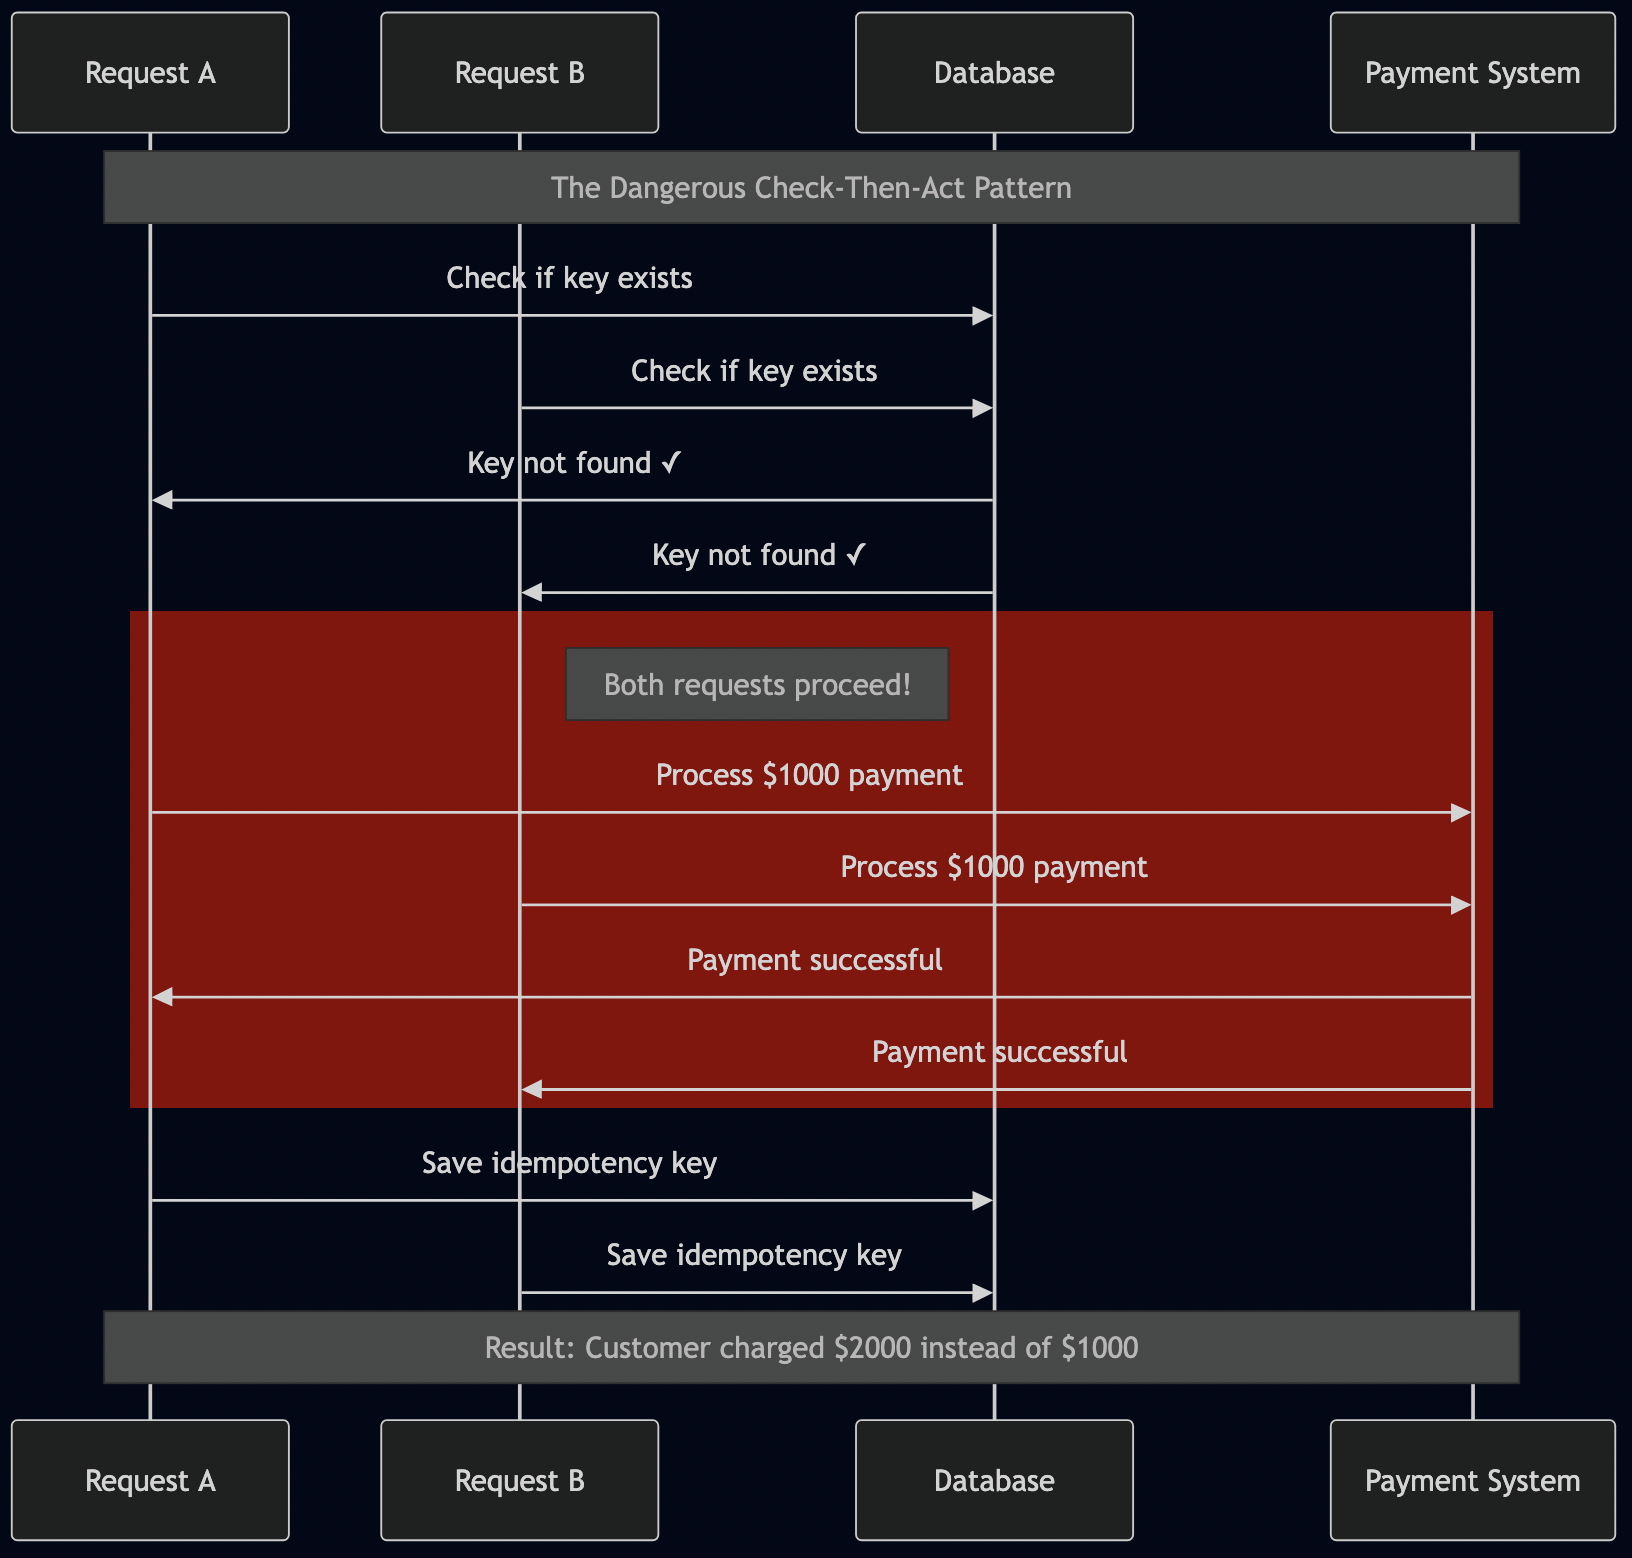 Request A
Request B
Database
Payment System
The Dangerous Check-Then-Act Pattern
Check if key exists
Check if key exists
Key not found ✓
Key not found ✓
Both requests proceed!
Process $1000 payment
Process $1000 payment
Payment successful
Payment successful
Save idempotency key
Save idempotency key
Result: Customer charged $2000 instead of $1000
Request A
Request B
Database
Payment System